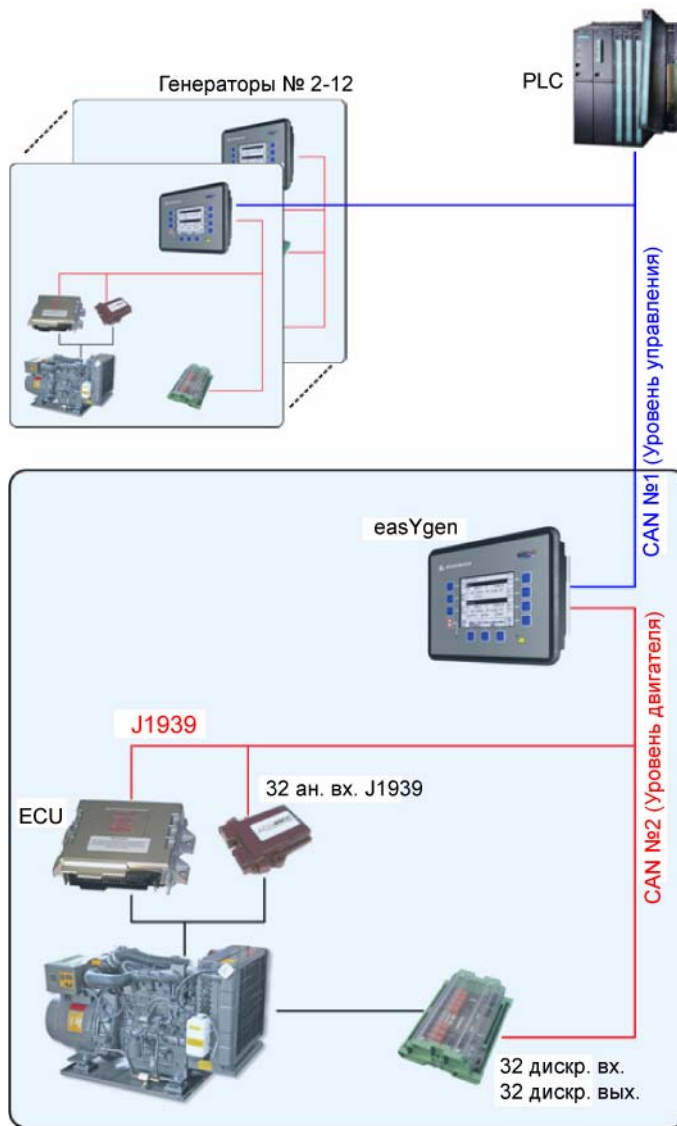 Генераторы № 2-12
PLC
CAN №1 (Уровень управления)
easYgen
J1939
32 ан. вх. J1939
ECU
CAN №2 (Уровень двигателя)
32 дискр. вх.
32 дискр. вых.